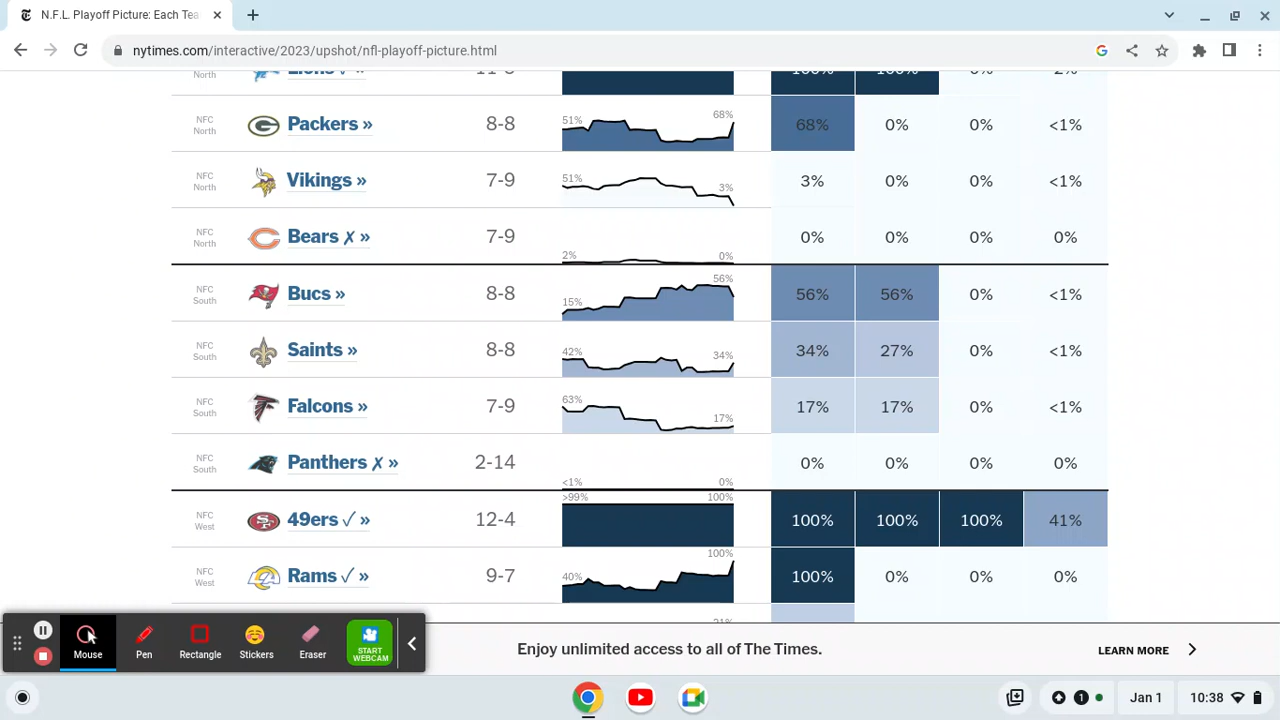 N.F.L. Playoff Picture: Each Tea
nytimes.com/interactive/2023/upshot/nfl-playoff-picture.html
North Lions ✓ » 100% 100% 0% 2%
NFC North Packers » 8-8 51% 68% 68% 0% 0% <1%
NFC North Vikings » 7-9 51% 3% 3% 0% 0% <1%
NFC North Bears ✗ » 7-9 2% 0% 0% 0% 0% 0%
NFC South Bucs » 8-8 15% 56% 56% 56% 0% <1%
NFC South Saints » 8-8 42% 34% 34% 27% 0% <1%
NFC South Falcons » 7-9 63% 17% 17% 17% 0% <1%
NFC South Panthers ✗ » 2-14 <1% 0% 0% 0% 0% 0%
NFC West 49ers ✓ » 12-4 >99% 100% 100% 100% 100% 41%
NFC West Rams ✓ » 9-7 40% 100% 100% 0% 0% 0%
Mouse Pen Rectangle Stickers Eraser START WEBCAM
Enjoy unlimited access to all of The Times. LEARN MORE
1 Jan 1 10:38